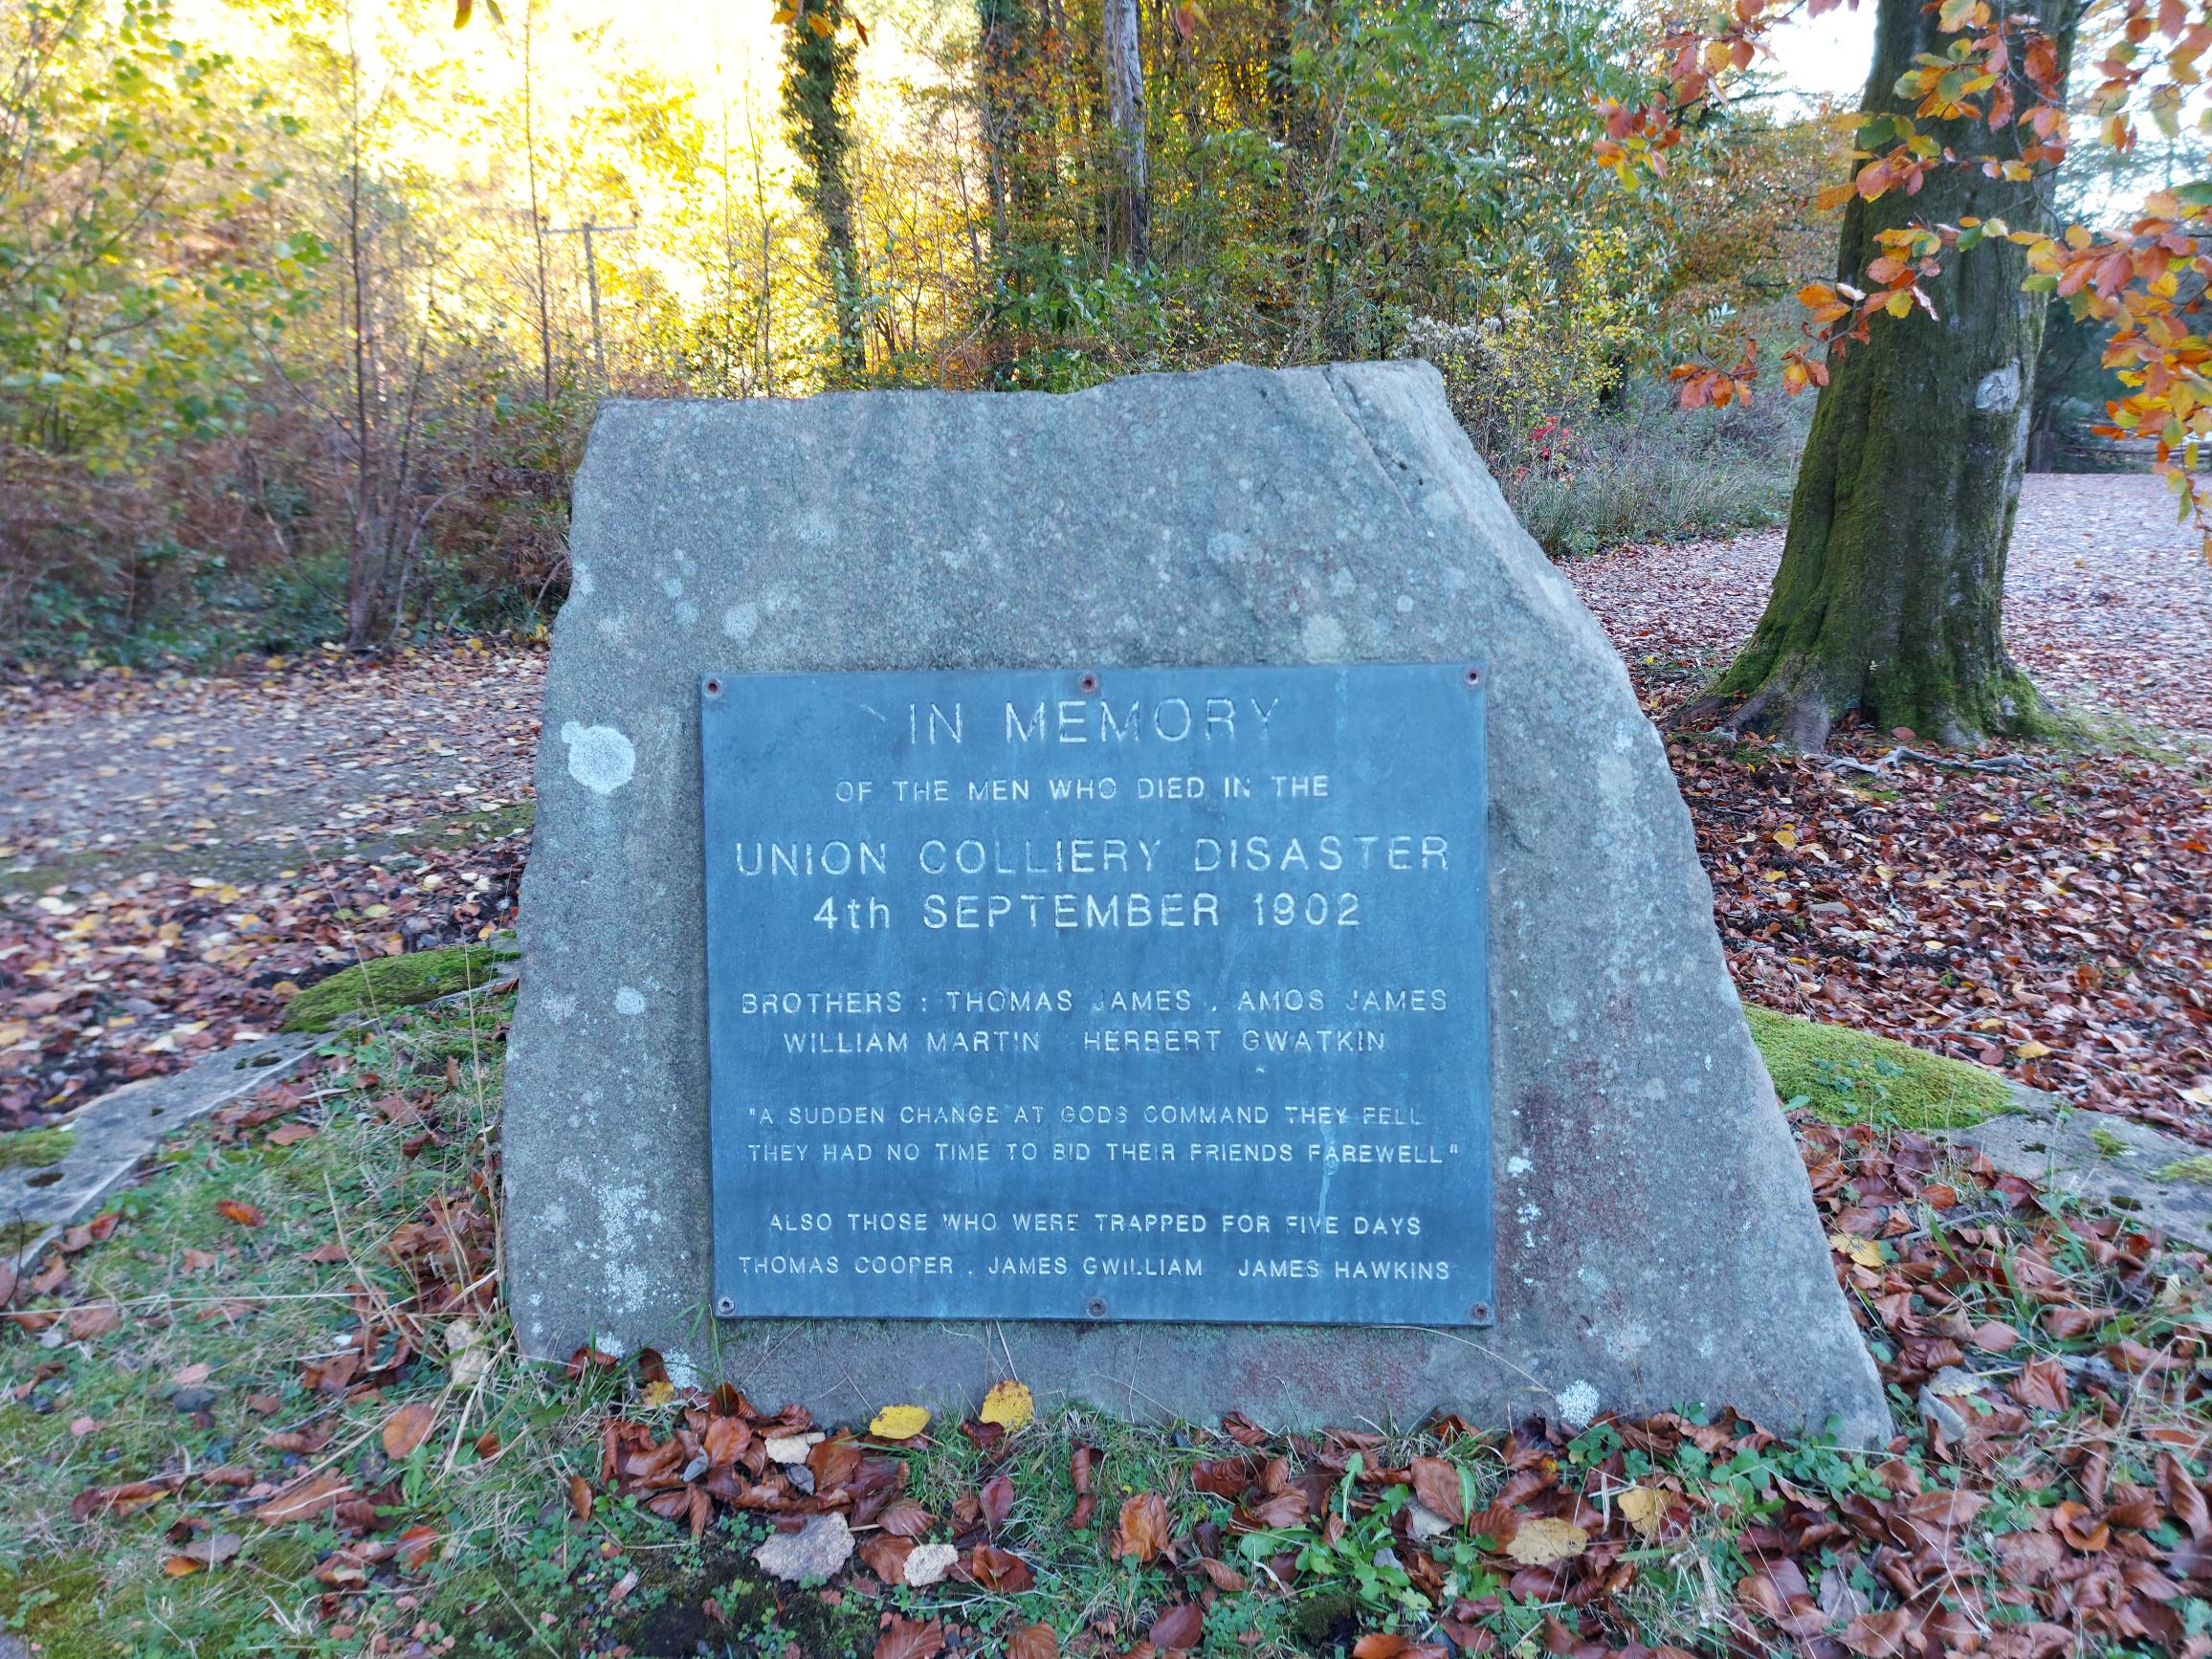 IN MEMORY
OF THE MEN WHO DIED IN THE
UNION COLLIERY DISASTER
4th SEPTEMBER 1902
BROTHERS : THOMAS JAMES . AMOS JAMES
WILLIAM MARTIN HERBERT GWATKIN
"A SUDDEN CHANGE AT GODS COMMAND THEY FELL
THEY HAD NO TIME TO BID THEIR FRIENDS FAREWELL"
ALSO THOSE WHO WERE TRAPPED FOR FIVE DAYS
THOMAS COOPER . JAMES GWILLIAM JAMES HAWKINS